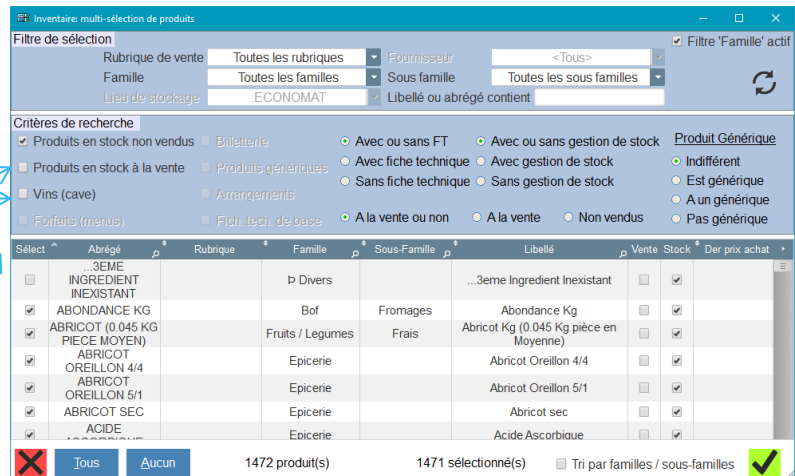 Inventaire: multi-sélection de produits
Filtre de sélection
Filtre 'Famille' actif
Rubrique de vente Toutes les rubriques Fournisseur <Tous>
Famille Toutes les familles Sous famille Toutes les sous familles
Lieu de stockage .ECONOMAT Libellé ou abrégé contient
Critères de recherche
Produits en stock non vendus Billetterie Avec ou sans FT Avec ou sans gestion de stock Produit Générique
Produits en stock à la vente Produits génériques Avec fiche technique Avec gestion de stock Indifférent
Vins (cave) Arrangements Sans fiche technique Sans gestion de stock Est générique
A un générique
Forfaits (menus) Fich. tech. de base A la vente ou non A la vente Non vendus Pas générique
Sélect Abrégé Rubrique Famille Sous-Famille Libellé Vente Stock Der prix achat
...3EME
INGREDIENT Þ Divers ...3eme Ingredient Inexistant
INEXISTANT
ABONDANCE KG Bof Fromages Abondance Kg
ABRICOT (0.045 KG Fruits / Legumes Frais Abricot Kg (0.045 Kg pièce en
PIECE MOYEN) Moyenne)
ABRICOT Epicerie Abricot Oreillon 4/4
OREILLON 4/4
ABRICOT Epicerie Abricot Oreillon 5/1
OREILLON 5/1
ABRICOT SEC Epicerie Abricot sec
ACIDE Epicerie Acide Ascorbique
Tous Aucun 1472 produit(s) 1471 sélectionné(s) Tri par familles / sous-familles